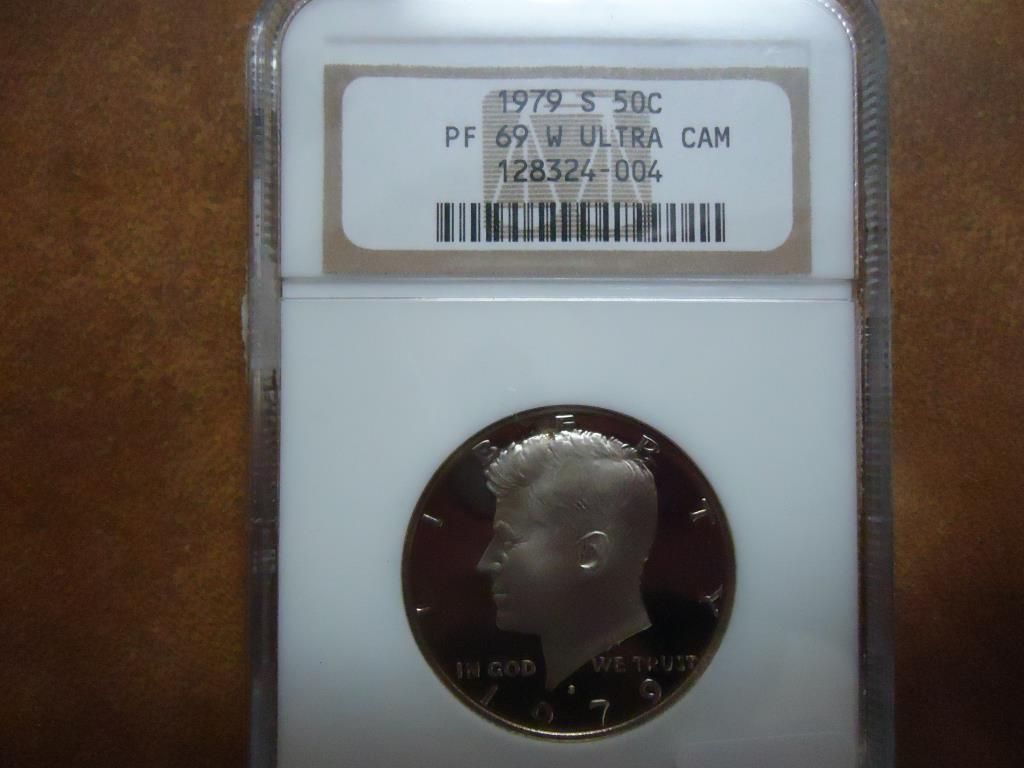 1979 S 50C
PF 69 W ULTRA CAM
128324-004
LIBERTY
IN GOD WE TRUST
1979